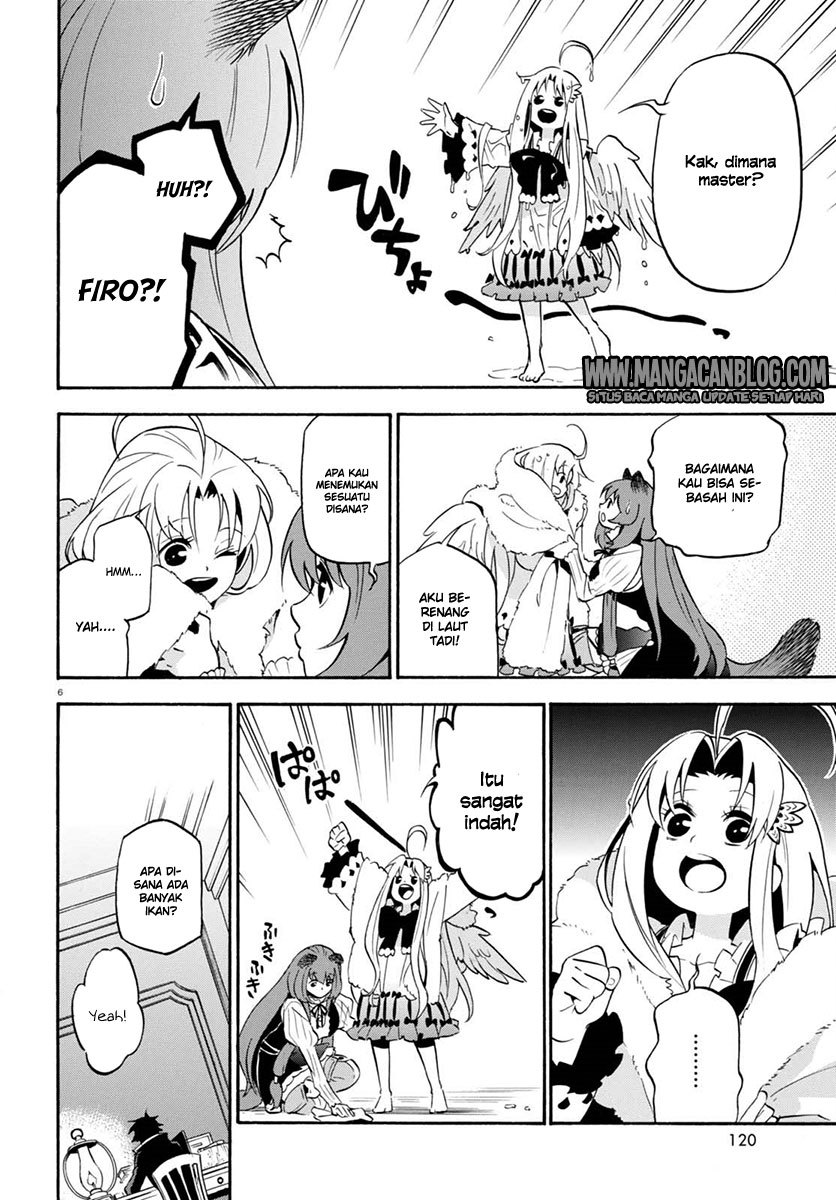 Kak, dimana
master?
びちょ
HUH?!
FIRO?!
WWW.MANGACANBLOG.COM
SITUS BACA MANGA UPDATE SETIAP HARI
BAGAIMANA
KAU BISA SE-
BASAH INI?
AKU BE-
RENANG
DI LAUT
TADI!
APA KAU
MENEMUKAN
SESUATU
DISANA?
HMM...
YAH....
6
.........
Itu
sangat
indah!
ぱぱ
ふき
ふき
APA DI-
SANA ADA
BANYAK
IKAN?
Yeah!
120